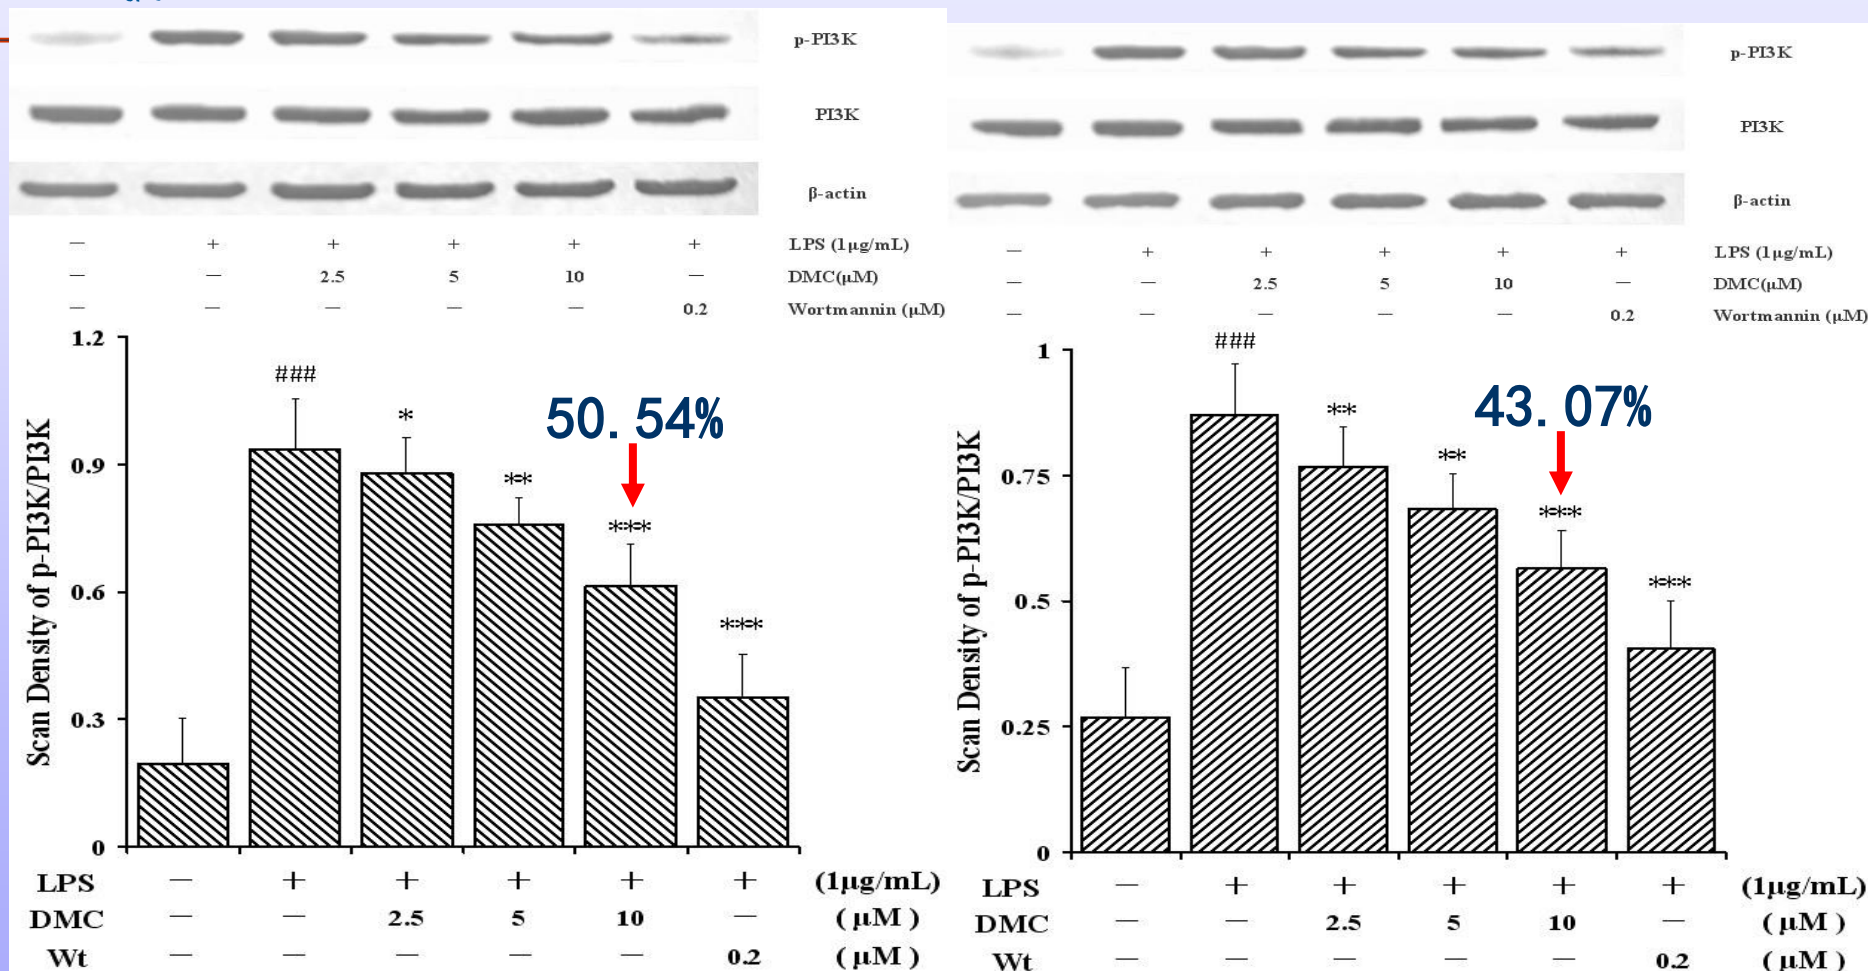 p-PI3K
PI3K
β-actin
— + + + + + LPS (1μg/mL)
— — 2.5 5 10 — DMC(μM)
— — — — — 0.2 Wortmannin (μM)
1.2
0.9
0.6
0.3
0
Scan Density of p-PI3K/PI3K
###
*
**
50.54%
***
***
LPS — + + + + + (1μg/mL)
DMC — — 2.5 5 10 — (μM)
Wt — — — — — 0.2 (μM)
p-PI3K
PI3K
β-actin
— + + + + + LPS (1μg/mL)
— — 2.5 5 10 — DMC(μM)
— — — — — 0.2 Wortmannin (μM)
1
0.75
0.5
0.25
0
Scan Density of p-PI3K/PI3K
###
**
**
43.07%
***
***
LPS — + + + + + (1μg/mL)
DMC — — 2.5 5 10 — (μM)
Wt — — — — — 0.2 (μM)